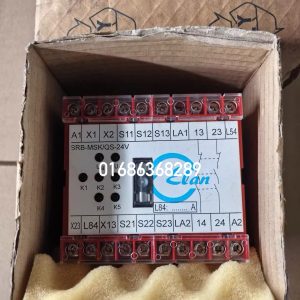 A1 X1 X2 S11 S12 S13 LA1 13 23 L54
SRB-MSK/QS-24V
Elan
K2
K1 K3
01686368289
K4 K5
L84: ........ A
X23 L84 X13 S21 S22 S23 LA2 14 24 A2